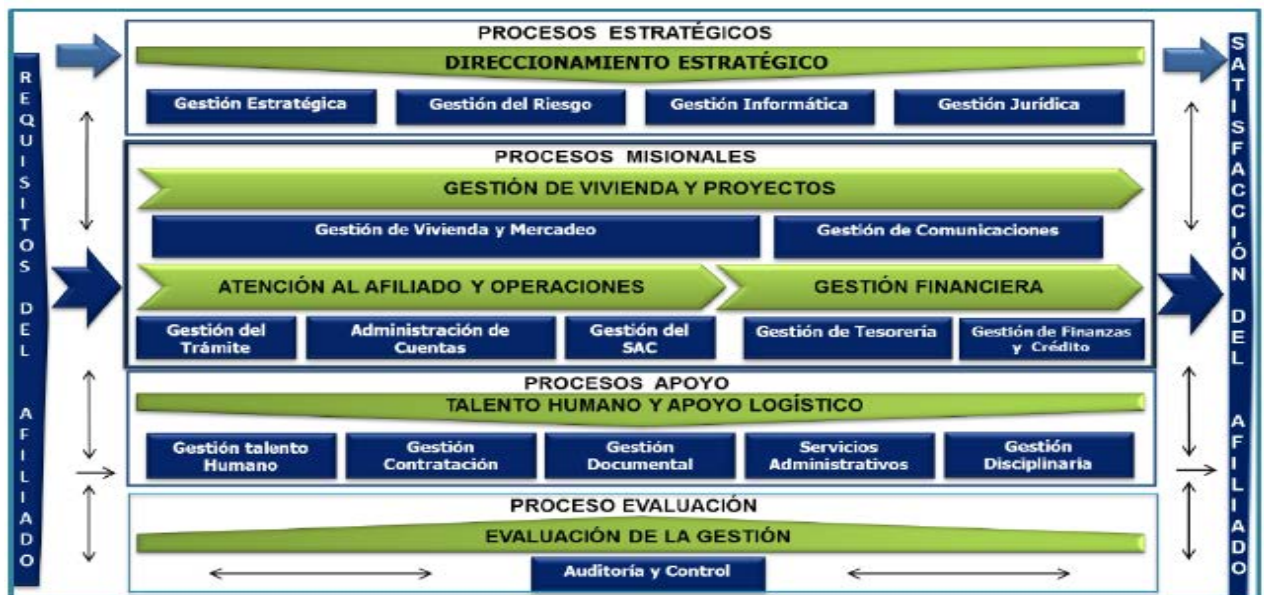 REQUISITOS DEL AFILIADO
PROCESOS ESTRATÉGICOS
DIRECCIONAMIENTO ESTRATÉGICO
Gestión Estratégica
Gestión del Riesgo
Gestión Informática
Gestión Jurídica
PROCESOS MISIONALES
GESTIÓN DE VIVIENDA Y PROYECTOS
Gestión de Vivienda y Mercadeo
Gestión de Comunicaciones
ATENCIÓN AL AFILIADO Y OPERACIONES
GESTIÓN FINANCIERA
Gestión del
Trámite
Administración de
Cuentas
Gestión del
SAC
Gestión de Tesorería
Gestión de Finanzas
y Crédito
PROCESOS APOYO
TALENTO HUMANO Y APOYO LOGÍSTICO
Gestión talento
Humano
Gestión
Contratación
Gestión
Documental
Servicios
Administrativos
Gestión
Disciplinaria
PROCESO EVALUACIÓN
EVALUACIÓN DE LA GESTIÓN
Auditoría y Control
SATISFACCIÓN DEL AFILIADO